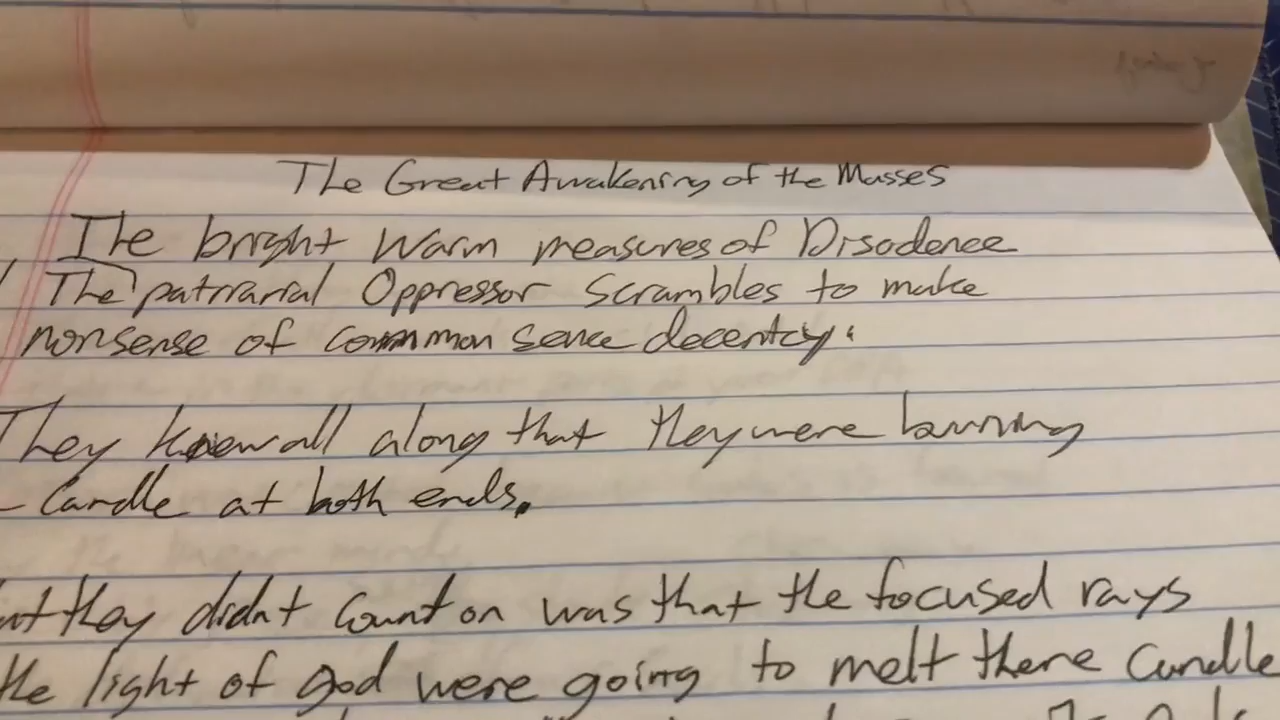 The Great Awakening of the Masses
The bright warm measures of Disodence
The patriarial Oppressor Scrambles to make
nonsense of common sence decentcy.
They knew all along that they were burning
Candle at both ends.
they didnt count on was that the focused rays
the light of god were going to melt there Candle